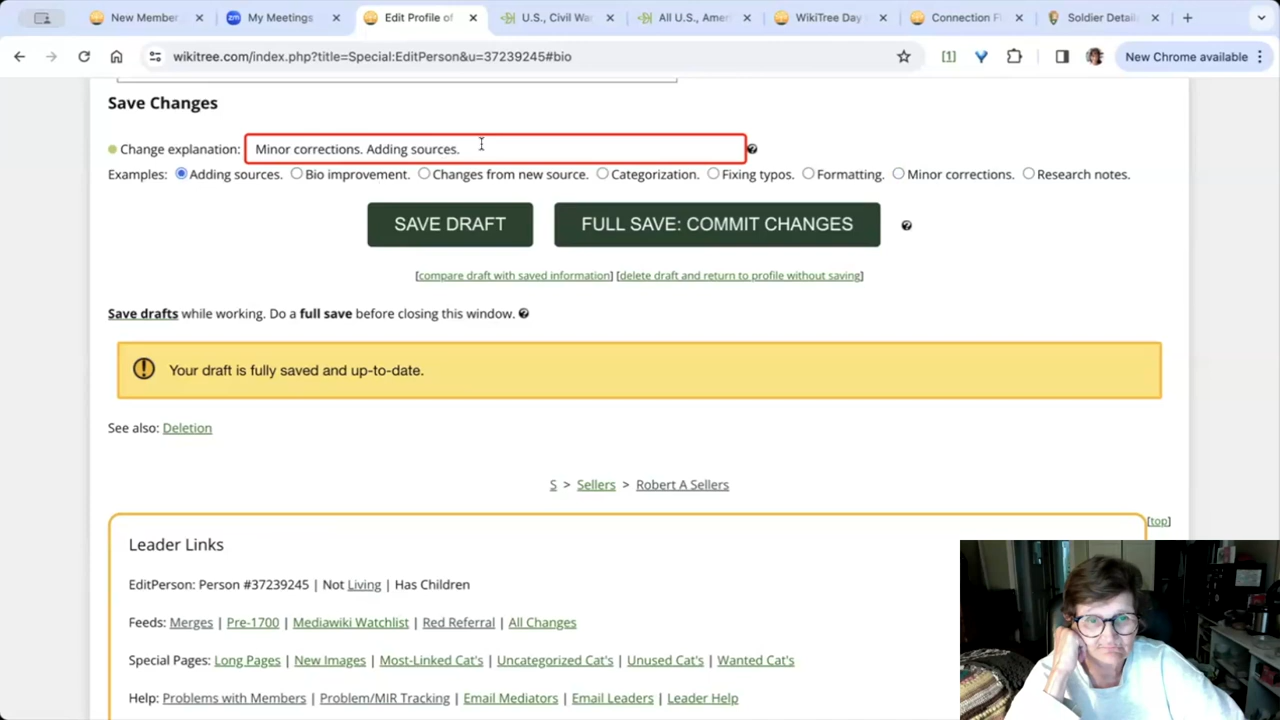 New Member
My Meetings
Edit Profile of
U.S., Civil War
All U.S., Amer
WikiTree Day
Connection F
Soldier Detail
wikitree.com/index.php?title=Special:EditPerson&u=37239245#bio
[1]
New Chrome available
Save Changes
Change explanation: Minor corrections. Adding sources.
Examples: Adding sources. Bio improvement. Changes from new source. Categorization. Fixing typos. Formatting. Minor corrections. Research notes.
SAVE DRAFT FULL SAVE: COMMIT CHANGES
[compare draft with saved information] [delete draft and return to profile without saving]
Save drafts while working. Do a full save before closing this window.
Your draft is fully saved and up-to-date.
See also: Deletion
S > Sellers > Robert A Sellers
[top]
Leader Links
EditPerson: Person #37239245 | Not Living | Has Children
Feeds: Merges | Pre-1700 | Mediawiki Watchlist | Red Referral | All Changes
Special Pages: Long Pages | New Images | Most-Linked Cat's | Uncategorized Cat's | Unused Cat's | Wanted Cat's
Help: Problems with Members | Problem/MIR Tracking | Email Mediators | Email Leaders | Leader Help